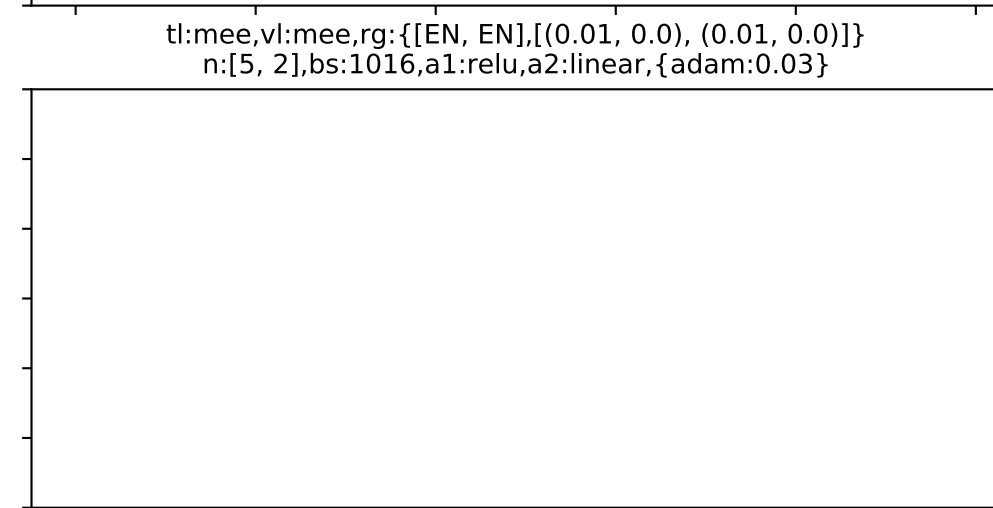 tl:mee,vl:mee,rg:{[EN, EN],[(0.01, 0.0), (0.01, 0.0)]}
n:[5, 2],bs:1016,a1:relu,a2:linear,{adam:0.03}